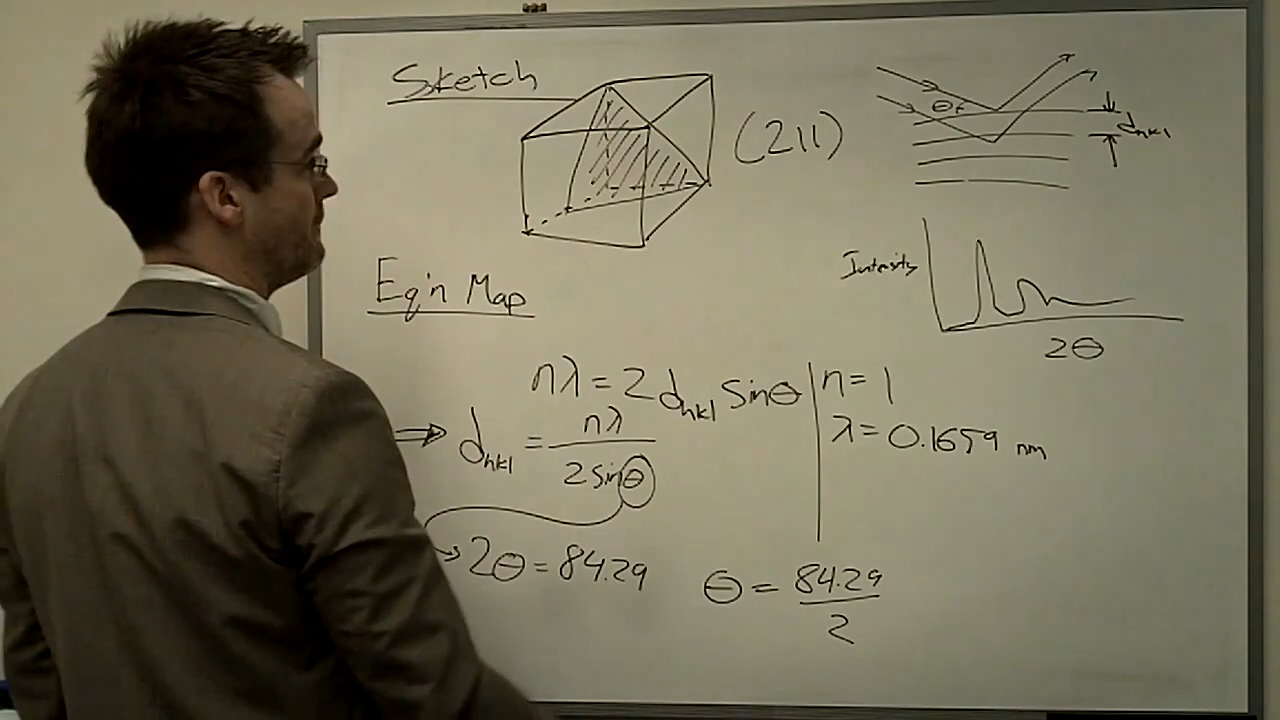 Sketch
(211)
θ
dhkl
Intensity
2θ
Eq'n Map
nλ = 2 dhkl sinθ
n = 1
dhkl = nλ / 2 sinθ
λ = 0.1659 nm
2θ = 84.29
θ = 84.29 / 2